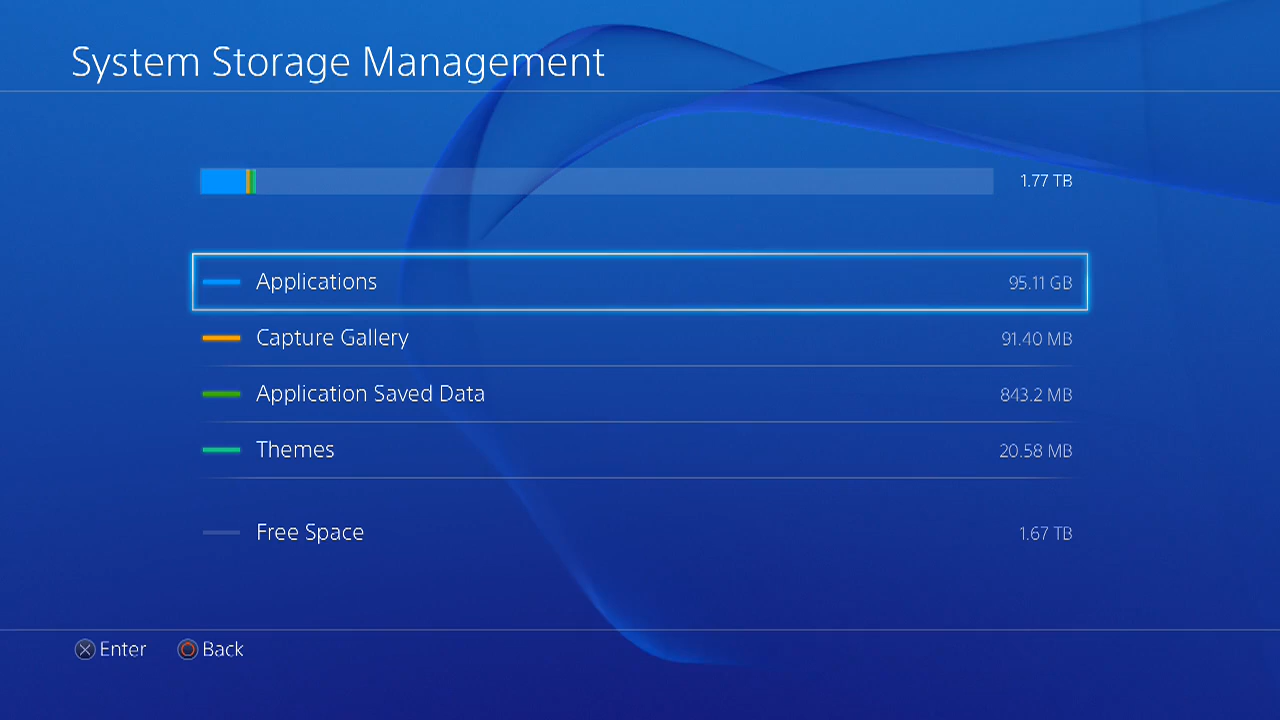 System Storage Management
1.77 TB
Applications 95.11 GB
Capture Gallery 91.40 MB
Application Saved Data 843.2 MB
Themes 20.58 MB
Free Space 1.67 TB
Enter Back